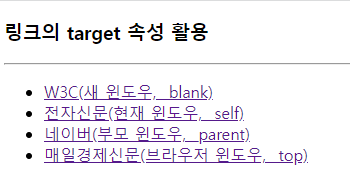 링크의 target 속성 활용
W3C(새 윈도우, _blank)
전자신문(현재 윈도우, _self)
네이버(부모 윈도우, _parent)
매일경제신문(브라우저 윈도우, _top)